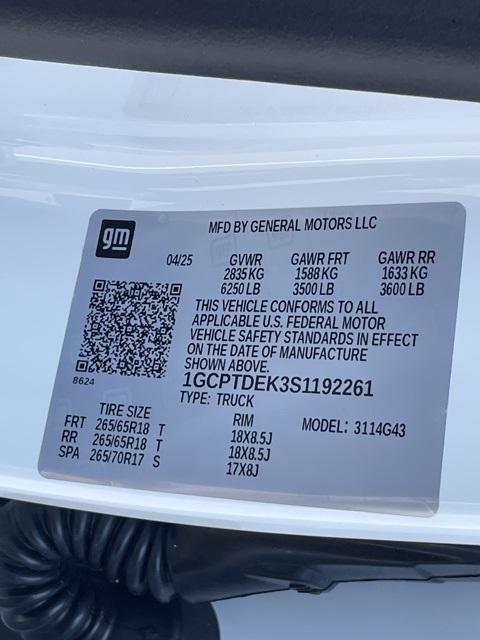 gm
MFD BY GENERAL MOTORS LLC
04/25 GVWR GAWR FRT GAWR RR
2835 KG 1588 KG 1633 KG
6250 LB 3500 LB 3600 LB
THIS VEHICLE CONFORMS TO ALL
APPLICABLE U.S. FEDERAL MOTOR
VEHICLE SAFETY STANDARDS IN EFFECT
ON THE DATE OF MANUFACTURE
SHOWN ABOVE.
8624
1GCPTDEK3S1192261
TYPE: TRUCK
TIRE SIZE RIM MODEL: 3114G43
FRT 265/65R18 T 18X8.5J
RR 265/65R18 T 18X8.5J
SPA 265/70R17 S 17X8J